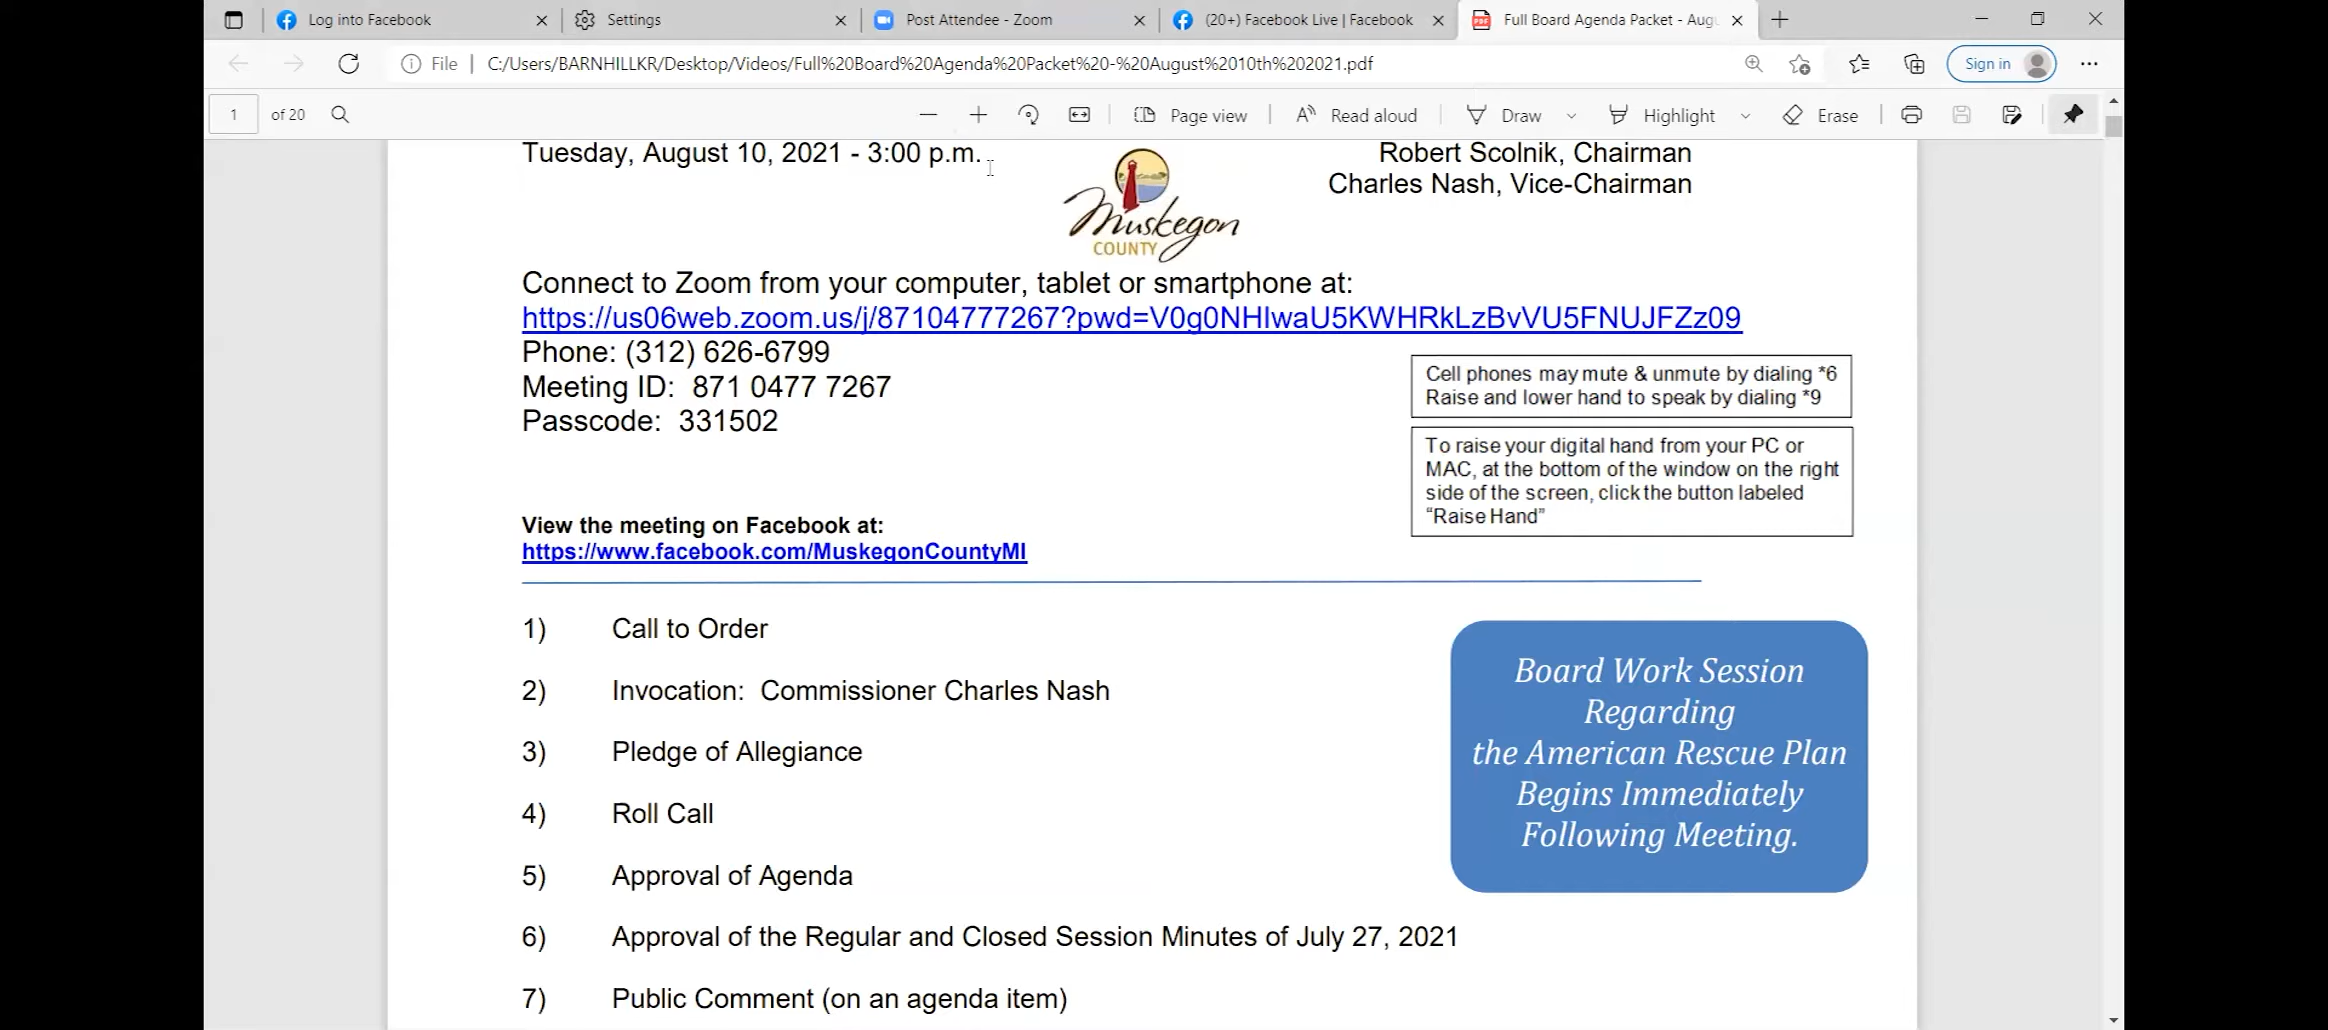 Log into Facebook
Settings
Post Attendee - Zoom
(20+) Facebook Live | Facebook
Full Board Agenda Packet - Aug
File
C:/Users/BARNHILLKR/Desktop/Videos/Full%20Board%20Agenda%20Packet%20-%20August%2010th%202021.pdf
Sign in
1 of 20
Page view
Read aloud
Draw
Highlight
Erase
Tuesday, August 10, 2021 - 3:00 p.m.
Robert Scolnik, Chairman
Charles Nash, Vice-Chairman
Muskegon
COUNTY
Connect to Zoom from your computer, tablet or smartphone at:
https://us06web.zoom.us/j/87104777267?pwd=V0g0NHlwaU5KWHRkLzBvVU5FNUJFZz09
Phone: (312) 626-6799
Meeting ID: 871 0477 7267
Passcode: 331502
Cell phones may mute & unmute by dialing *6
Raise and lower hand to speak by dialing *9
To raise your digital hand from your PC or
MAC, at the bottom of the window on the right
side of the screen, click the button labeled
“Raise Hand”
View the meeting on Facebook at:
https://www.facebook.com/MuskegonCountyMI
1) Call to Order
2) Invocation: Commissioner Charles Nash
3) Pledge of Allegiance
4) Roll Call
5) Approval of Agenda
6) Approval of the Regular and Closed Session Minutes of July 27, 2021
7) Public Comment (on an agenda item)
Board Work Session
Regarding
the American Rescue Plan
Begins Immediately
Following Meeting.